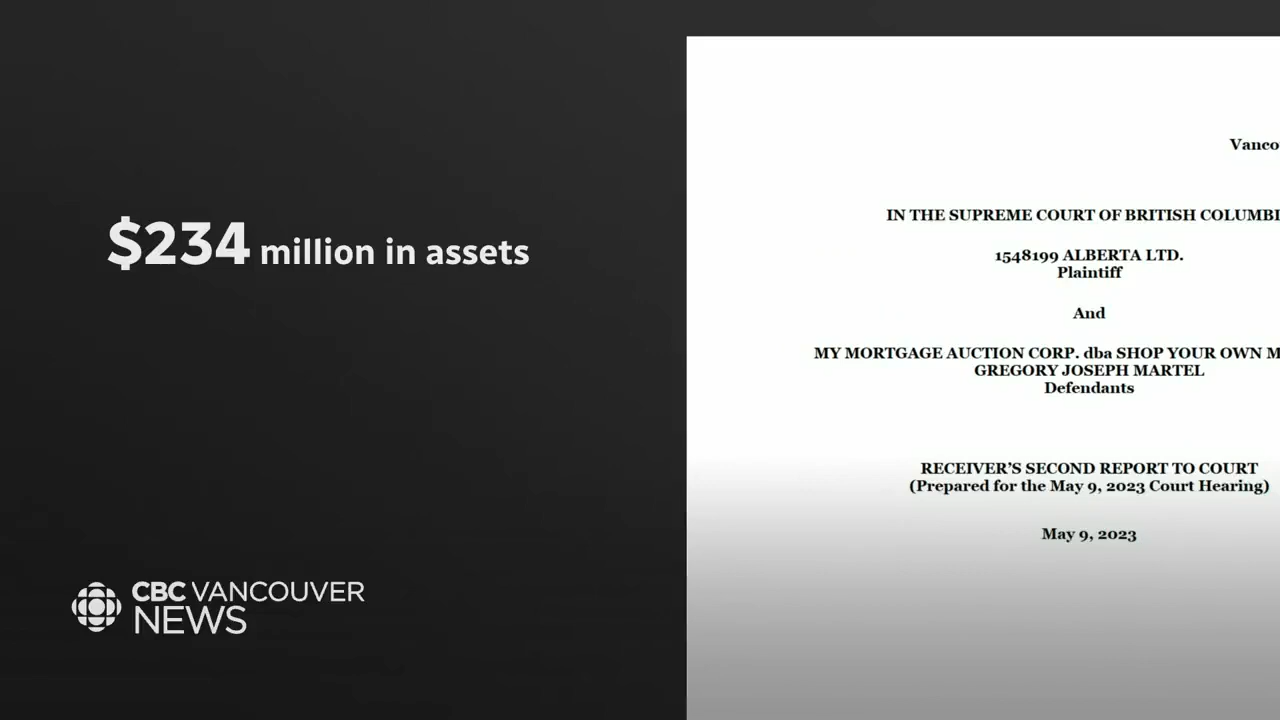 $234 million in assets
CBC VANCOUVER
NEWS
Vanco
IN THE SUPREME COURT OF BRITISH COLUMBI
1548199 ALBERTA LTD.
Plaintiff
And
MY MORTGAGE AUCTION CORP. dba SHOP YOUR OWN M
GREGORY JOSEPH MARTEL
Defendants
RECEIVER'S SECOND REPORT TO COURT
(Prepared for the May 9, 2023 Court Hearing)
May 9, 2023